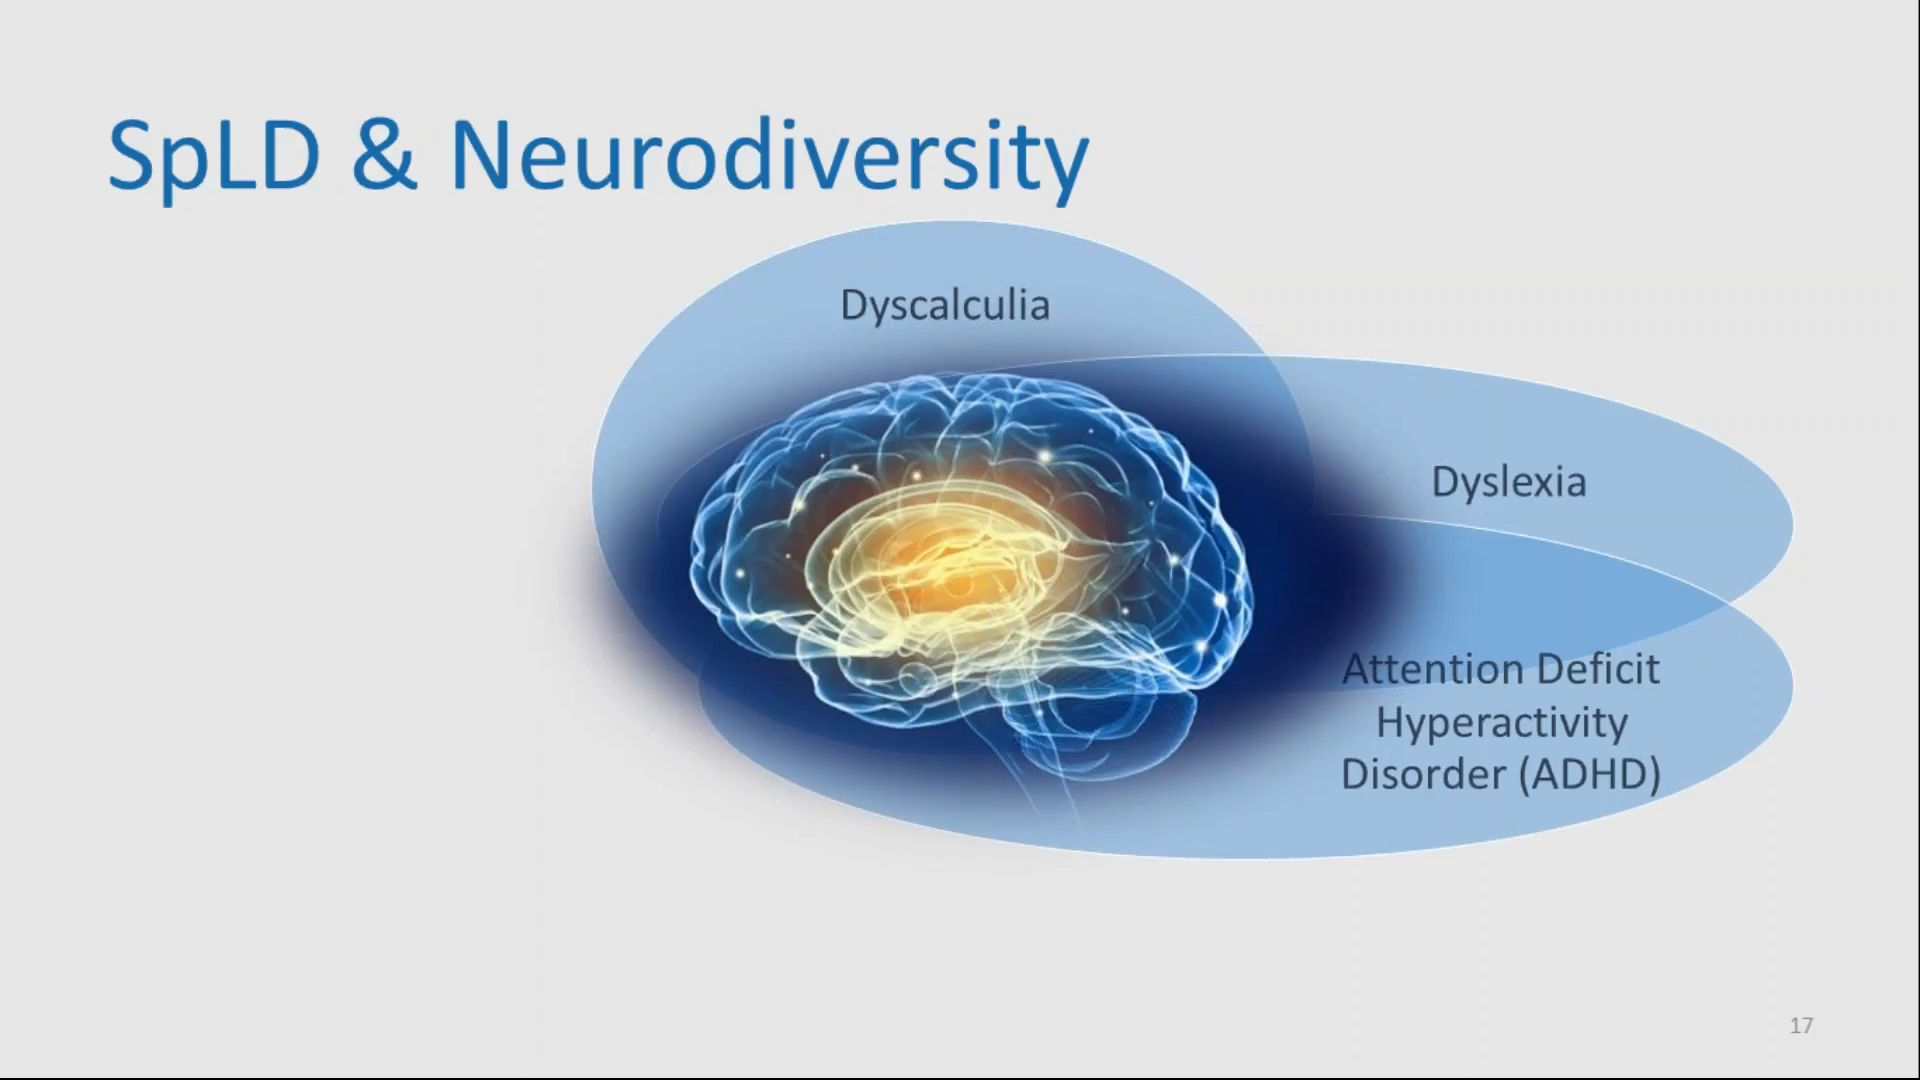 SpLD & Neurodiversity
Dyscalculia
Dyslexia
Attention Deficit
Hyperactivity
Disorder (ADHD)
17